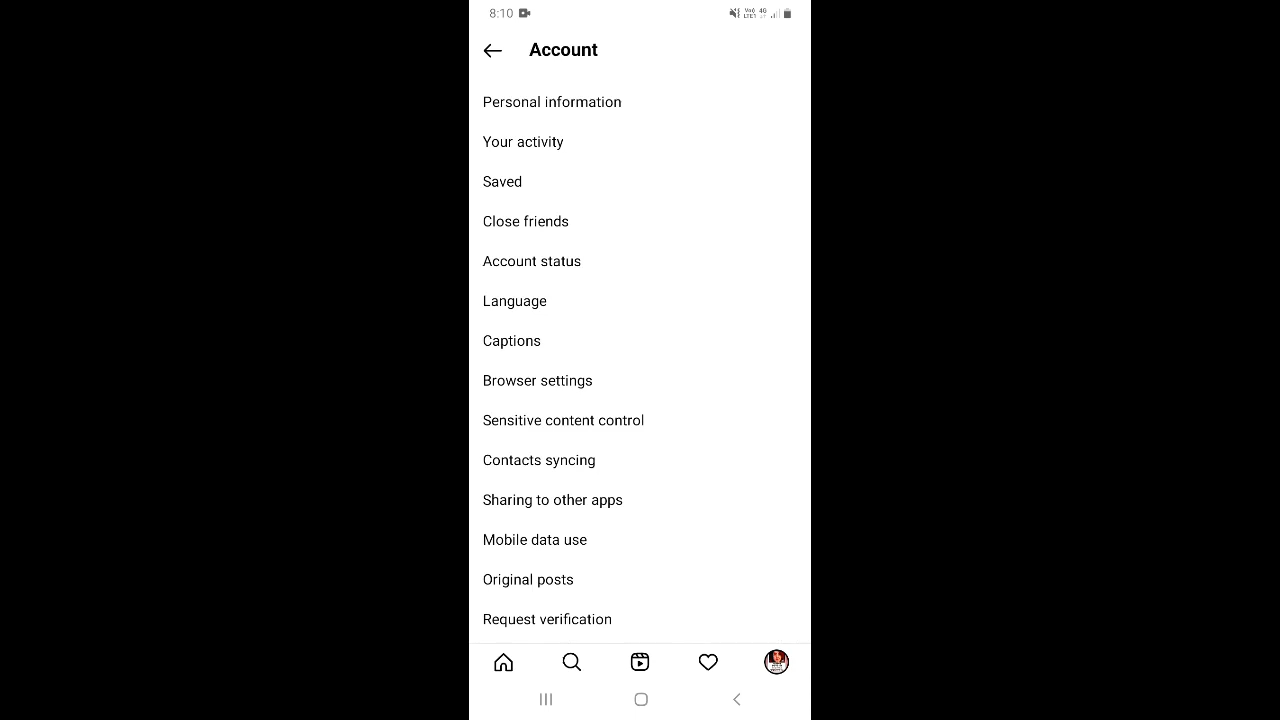 8:10
Account
Personal information
Your activity
Saved
Close friends
Account status
Language
Captions
Browser settings
Sensitive content control
Contacts syncing
Sharing to other apps
Mobile data use
Original posts
Request verification